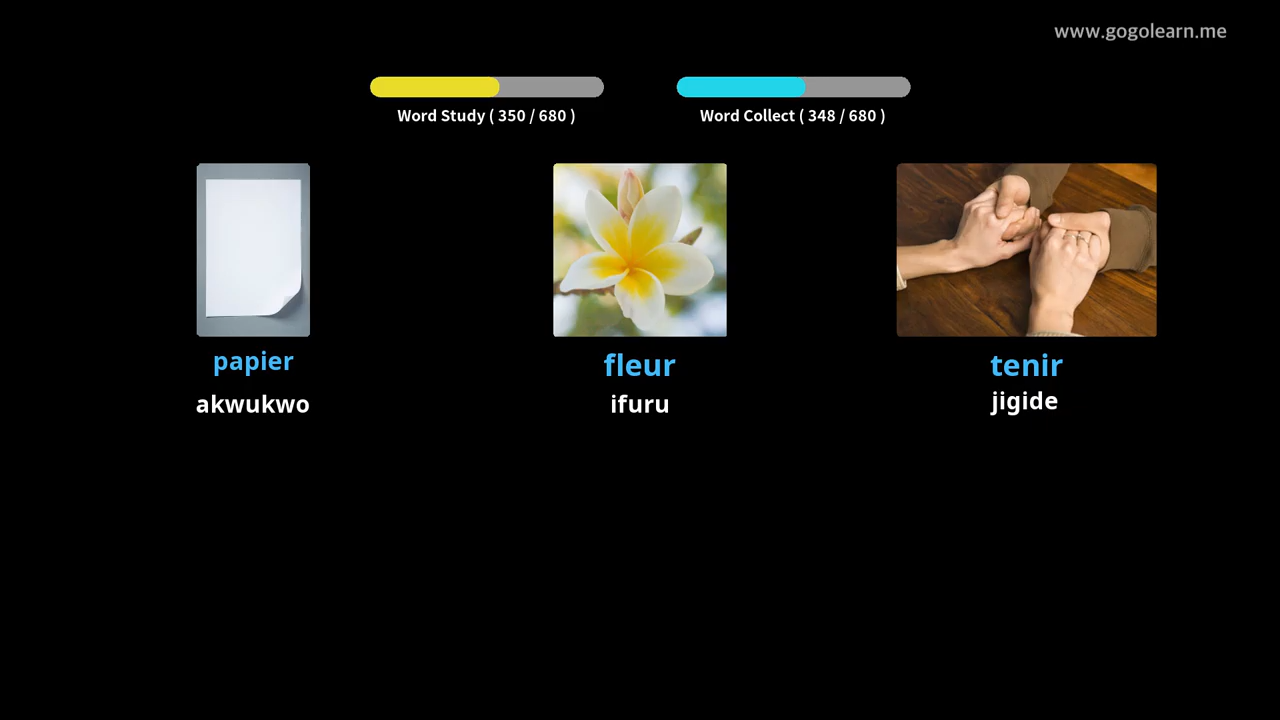 www.gogolearn.me
Word Study ( 350 / 680 )
Word Collect ( 348 / 680 )
papier
fleur
tenir
akwukwo
ifuru
jigide